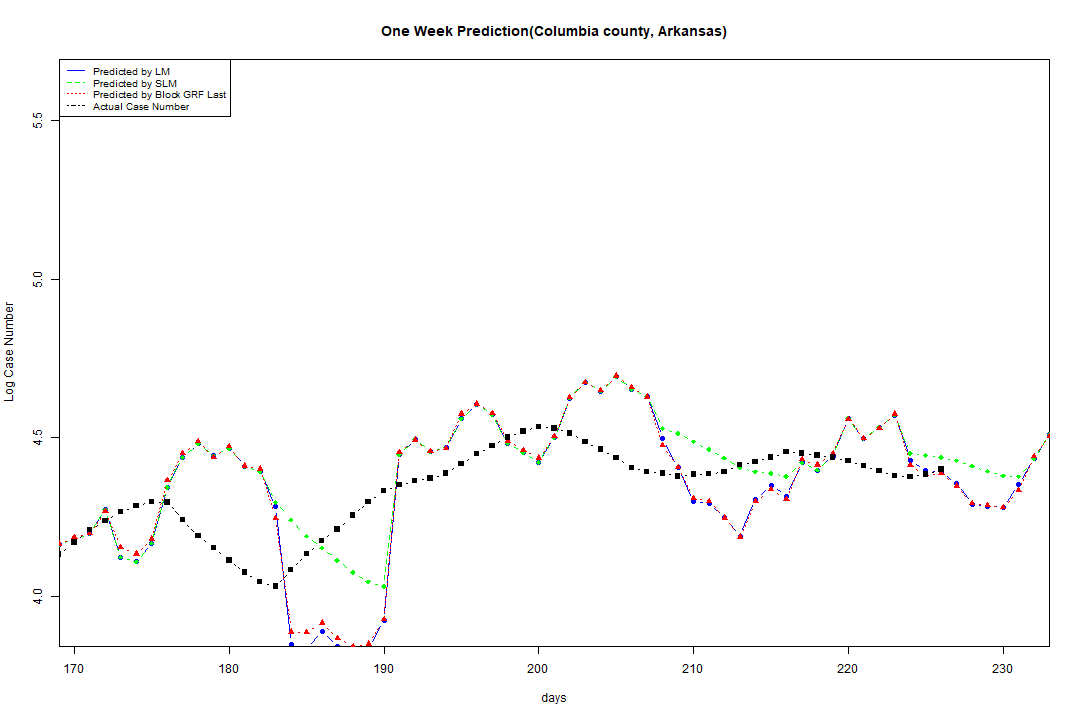 One Week Prediction(Columbia county, Arkansas)
Predicted by LM
Predicted by SLM
Predicted by Block GRF Last
Actual Case Number
5.5
5.0
4.5
4.0
Log Case Number
170 180 190 200 210 220 230
days